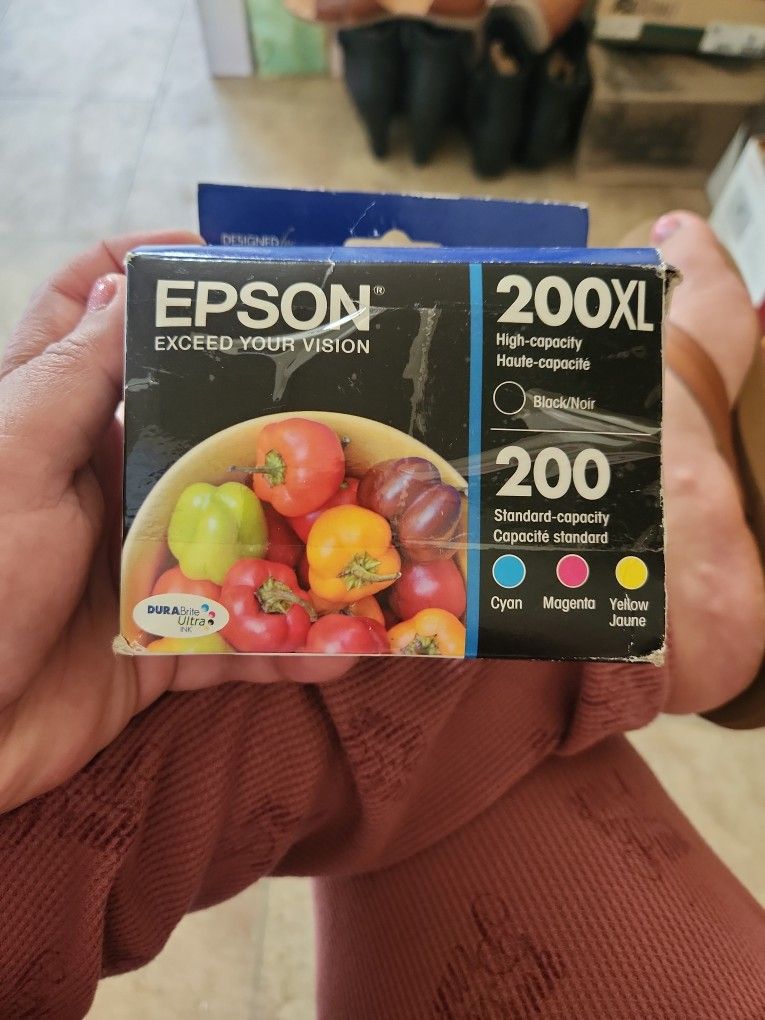 DESIGNED
EPSON®
EXCEED YOUR VISION
200XL
High-capacity
Haute-capacité
Black/Noir
200
Standard-capacity
Capacité standard
Cyan
Magenta
Yellow
Jaune
DURABrite
Ultra
INK